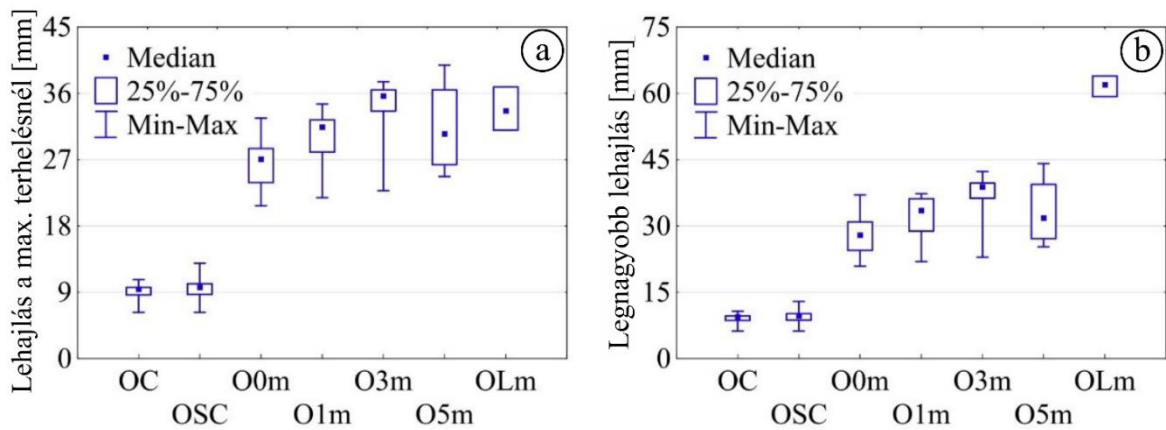 Lehajlás a max. terhelésnél [mm]
45
36
27
18
9
0
Median
25%-75%
Min-Max
a
OC
OSC
O0m
O1m
O3m
O5m
OLm
Legnagyobb lehajlás [mm]
75
60
45
30
15
0
Median
25%-75%
Min-Max
b
OC
OSC
O0m
O1m
O3m
O5m
OLm